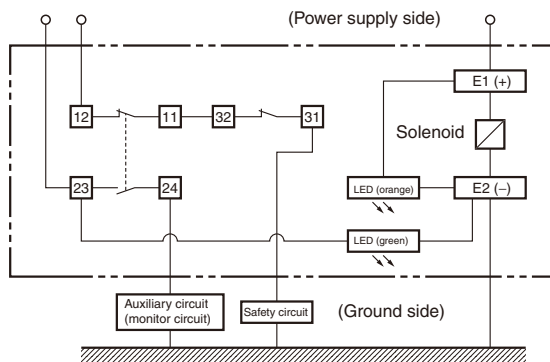 (Power supply side)
E1 (+)
12
11
32
31
Solenoid
23
24
LED (orange)
E2 (–)
LED (green)
Auxiliary circuit
(monitor circuit)
Safety circuit
(Ground side)